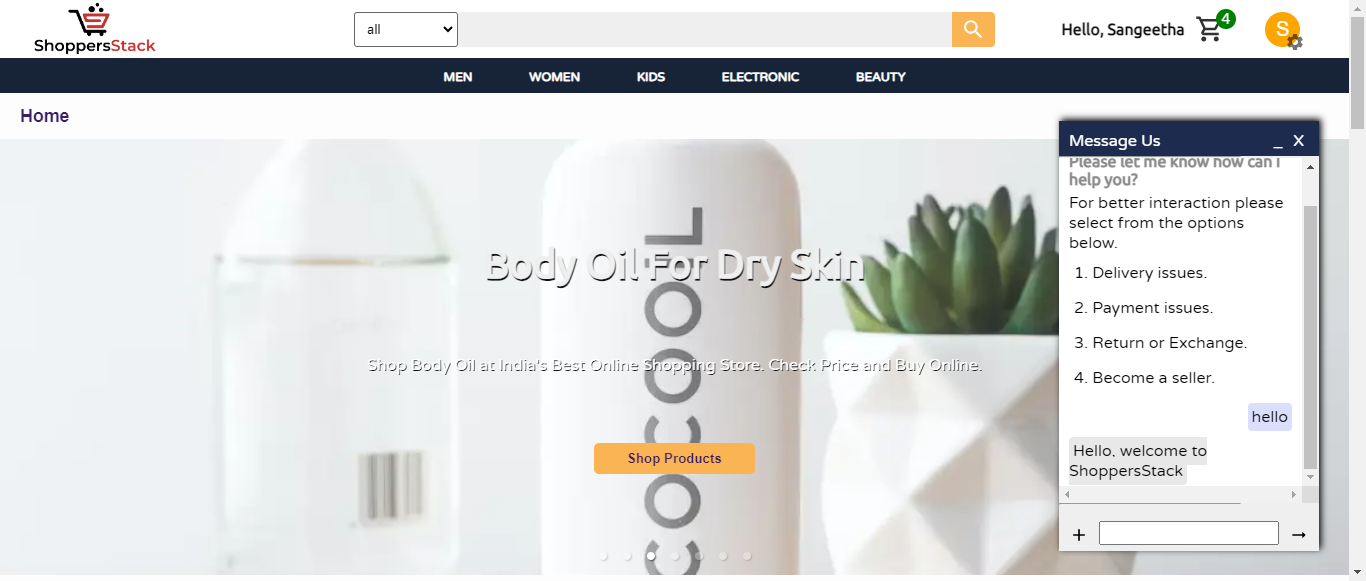 ShoppersStack
all
Hello, Sangeetha
4
S
MEN WOMEN KIDS ELECTRONIC BEAUTY
Home
Body Oil For Dry Skin
Shop Body Oil at India's Best Online Shopping Store. Check Price and Buy Online.
Shop Products
COCOOIL
COCOOIL
Message Us _ X
Please let me know how can I
help you?
For better interaction please
select from the options
below.
1. Delivery issues.
2. Payment issues.
3. Return or Exchange.
4. Become a seller.
hello
Hello, welcome to
ShoppersStack
+ →